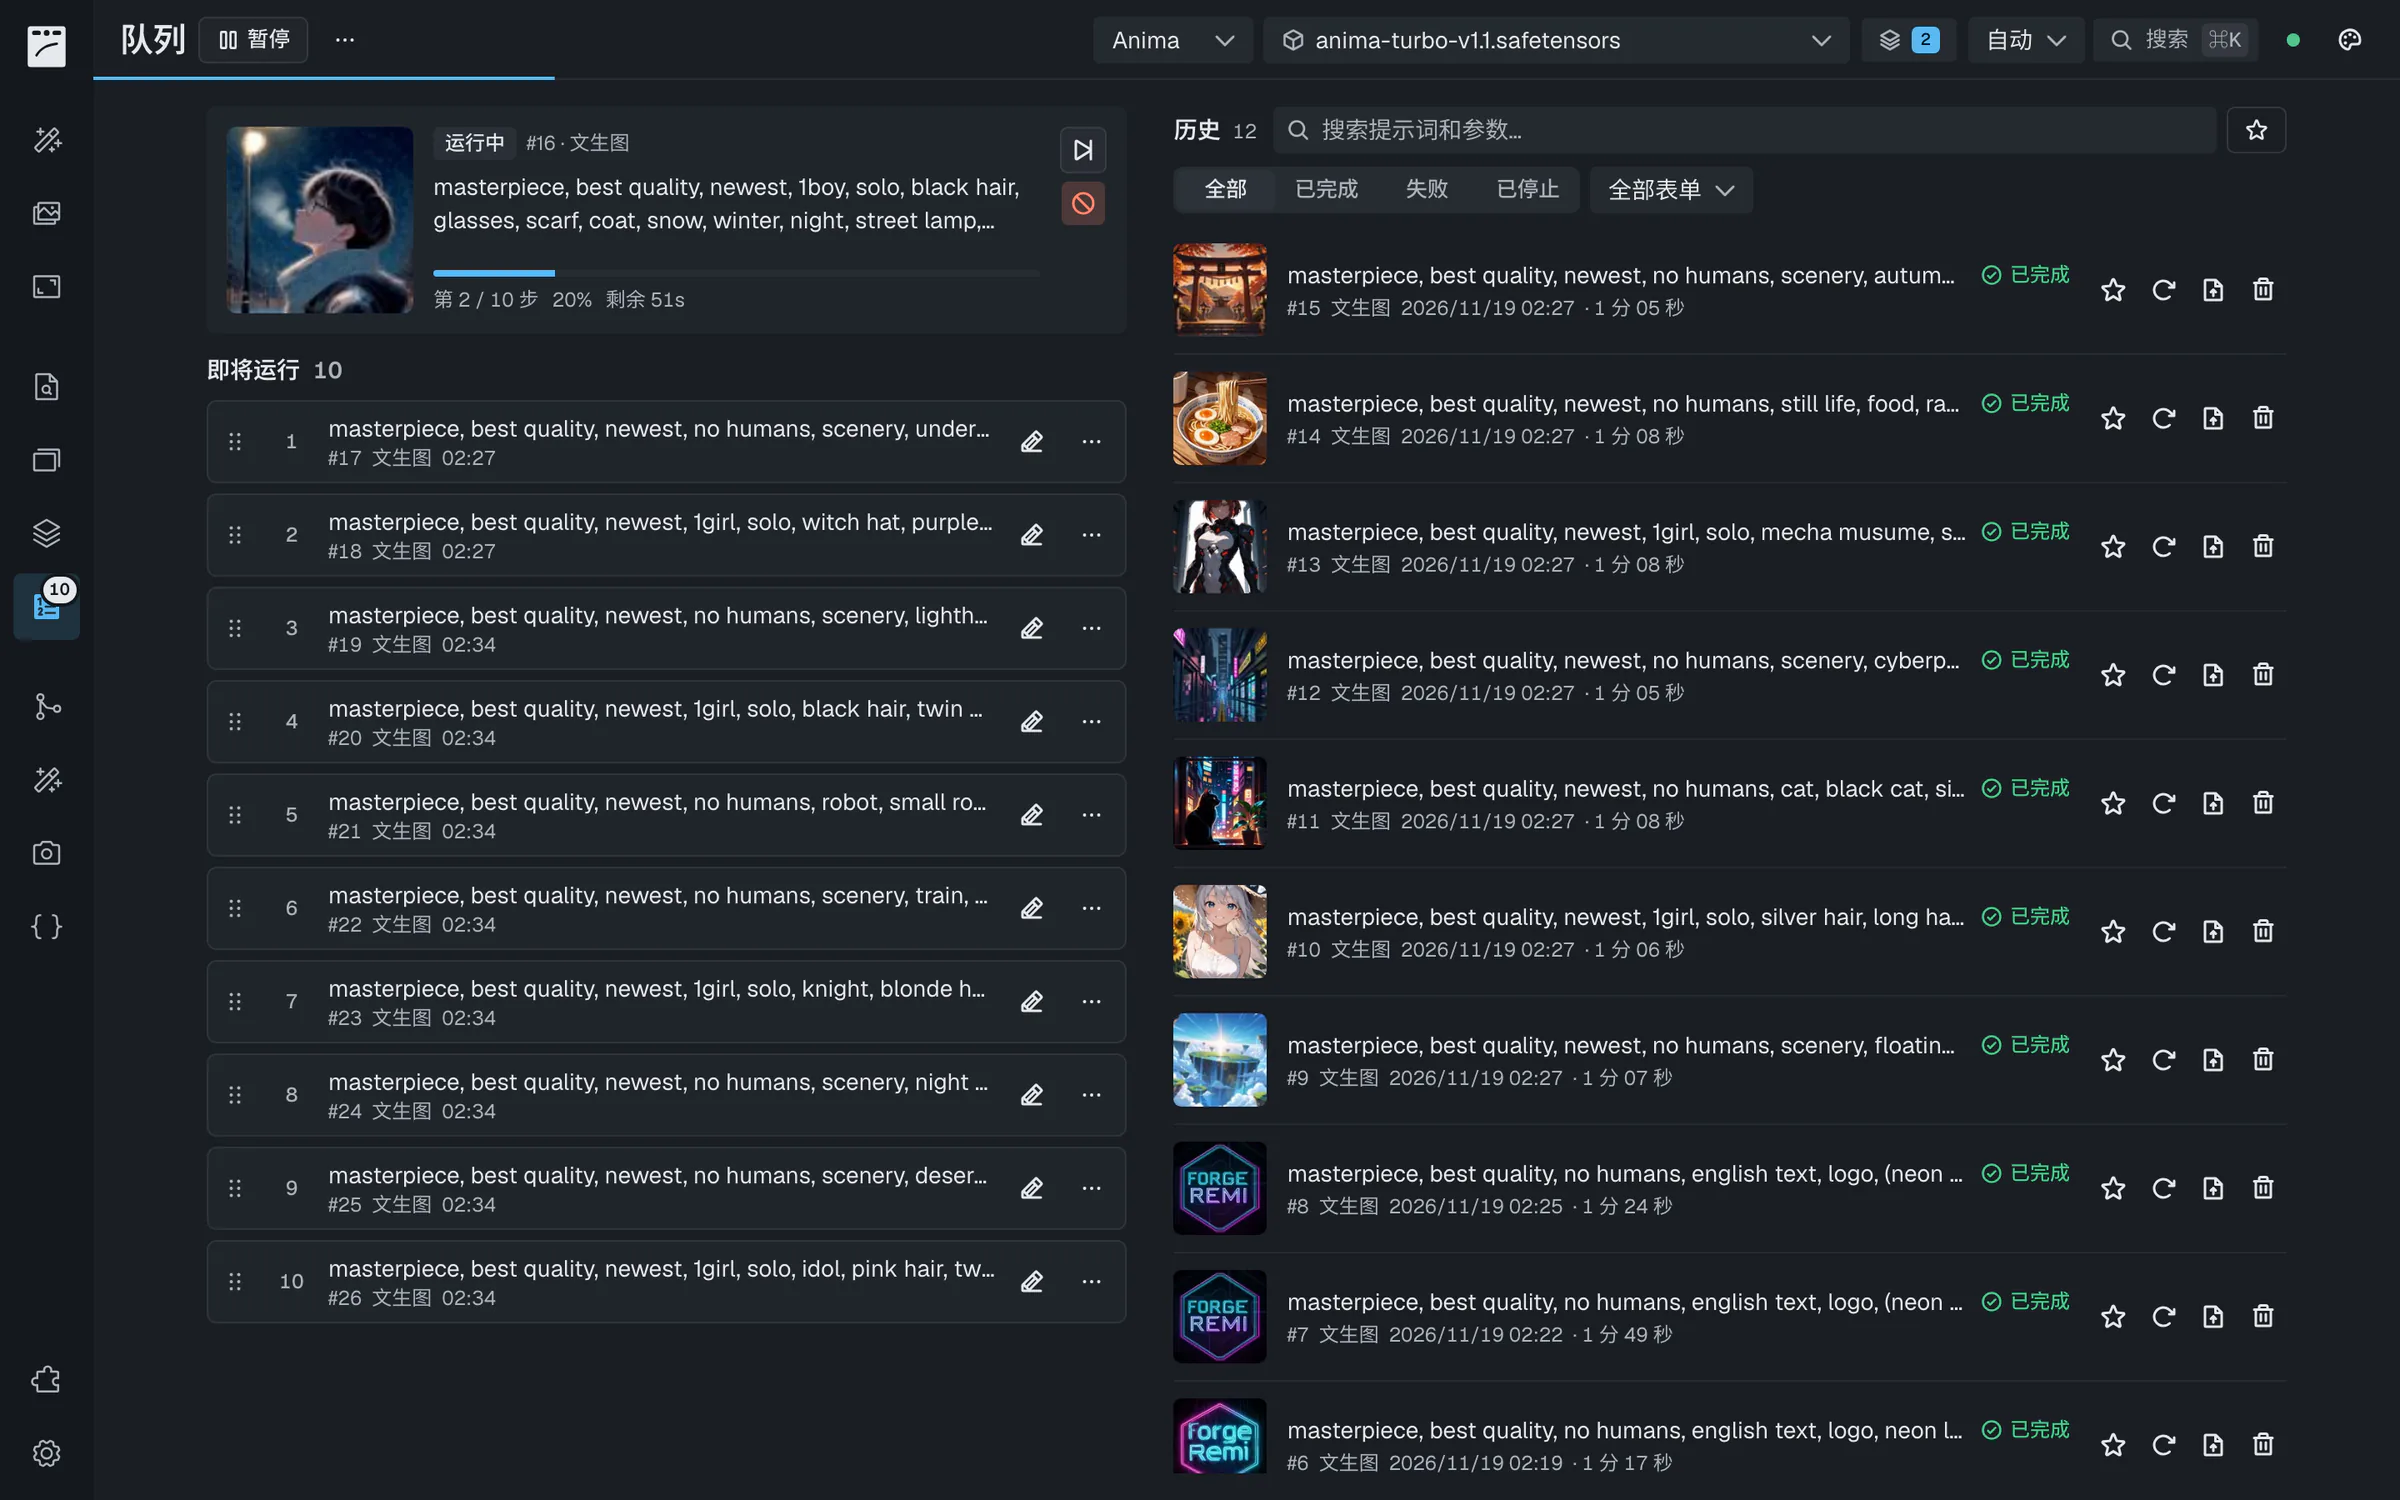 队列
暂停
Anima
anima-turbo-v1.1.safetensors
2
自动
搜索 ⌘K
运行中 #16 · 文生图
masterpiece, best quality, newest, 1boy, solo, black hair,
glasses, scarf, coat, snow, winter, night, street lamp,...
第 2 / 10 步 20% 剩余 51s
即将运行 10
1
masterpiece, best quality, newest, no humans, scenery, under...
#17 文生图 02:27
2
masterpiece, best quality, newest, 1girl, solo, witch hat, purple...
#18 文生图 02:27
3
masterpiece, best quality, newest, no humans, scenery, lighth...
#19 文生图 02:34
4
masterpiece, best quality, newest, 1girl, solo, black hair, twin ...
#20 文生图 02:34
5
masterpiece, best quality, newest, no humans, robot, small ro...
#21 文生图 02:34
6
masterpiece, best quality, newest, no humans, scenery, train, ...
#22 文生图 02:34
7
masterpiece, best quality, newest, 1girl, solo, knight, blonde h...
#23 文生图 02:34
8
masterpiece, best quality, newest, no humans, scenery, night ...
#24 文生图 02:34
9
masterpiece, best quality, newest, no humans, scenery, deser...
#25 文生图 02:34
10
masterpiece, best quality, newest, 1girl, solo, idol, pink hair, tw...
#26 文生图 02:34
10
历史 12
搜索提示词和参数...
全部 已完成 失败 已停止 全部表单
masterpiece, best quality, newest, no humans, scenery, autum... 已完成
#15 文生图 2026/11/19 02:27 · 1 分 05 秒
masterpiece, best quality, newest, no humans, still life, food, ra... 已完成
#14 文生图 2026/11/19 02:27 · 1 分 08 秒
masterpiece, best quality, newest, 1girl, solo, mecha musume, s... 已完成
#13 文生图 2026/11/19 02:27 · 1 分 08 秒
masterpiece, best quality, newest, no humans, scenery, cyberp... 已完成
#12 文生图 2026/11/19 02:27 · 1 分 05 秒
masterpiece, best quality, newest, no humans, cat, black cat, si... 已完成
#11 文生图 2026/11/19 02:27 · 1 分 08 秒
masterpiece, best quality, newest, 1girl, solo, silver hair, long ha... 已完成
#10 文生图 2026/11/19 02:27 · 1 分 06 秒
masterpiece, best quality, newest, no humans, scenery, floatin... 已完成
#9 文生图 2026/11/19 02:27 · 1 分 07 秒
FORGE
REMI
masterpiece, best quality, no humans, english text, logo, (neon ... 已完成
#8 文生图 2026/11/19 02:25 · 1 分 24 秒
FORGE
REMI
masterpiece, best quality, no humans, english text, logo, (neon ... 已完成
#7 文生图 2026/11/19 02:22 · 1 分 49 秒
Forge
Remi
masterpiece, best quality, no humans, english text, logo, neon l... 已完成
#6 文生图 2026/11/19 02:19 · 1 分 17 秒